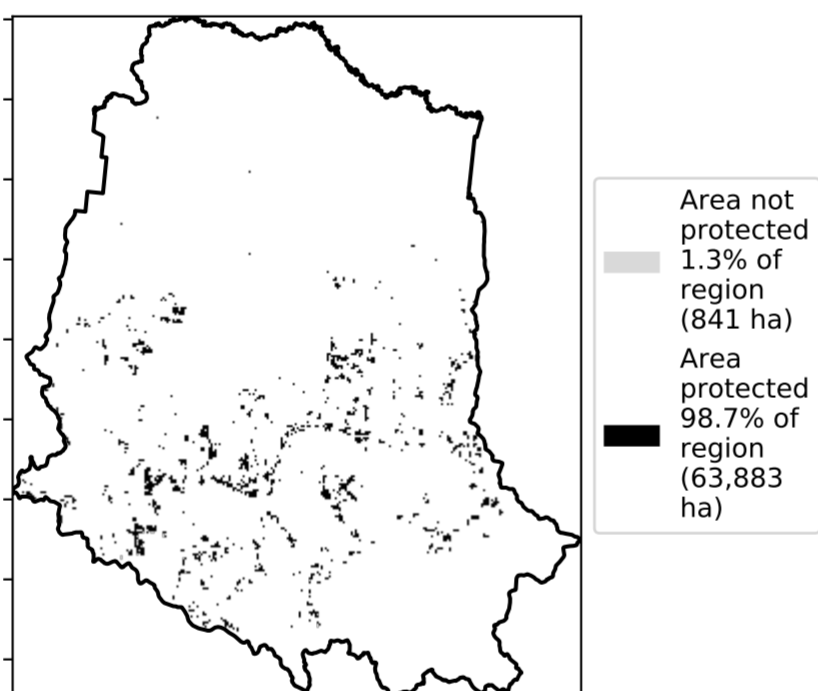 Area not
protected
1.3% of
region
(841 ha)
Area
protected
98.7% of
region
(63,883
ha)